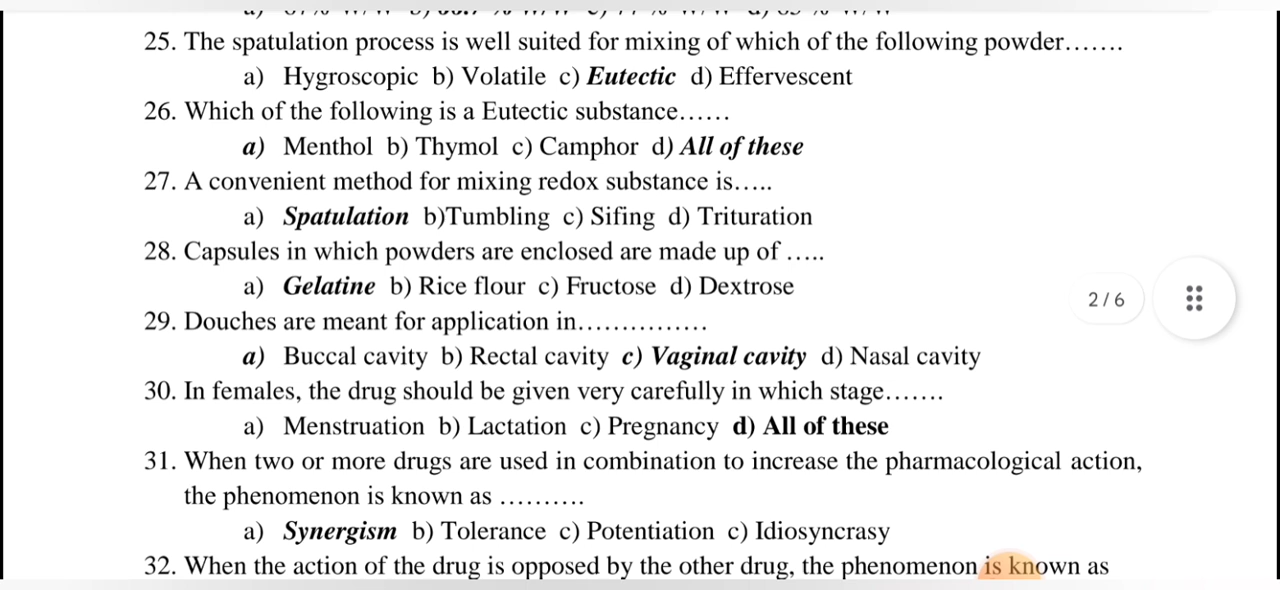 25. The spatulation process is well suited for mixing of which of the following powder…….
a) Hygroscopic b) Volatile c) Eutectic d) Effervescent
26. Which of the following is a Eutectic substance……
a) Menthol b) Thymol c) Camphor d) All of these
27. A convenient method for mixing redox substance is…..
a) Spatulation b)Tumbling c) Sifing d) Trituration
28. Capsules in which powders are enclosed are made up of …..
a) Gelatine b) Rice flour c) Fructose d) Dextrose
2 / 6
29. Douches are meant for application in……………
a) Buccal cavity b) Rectal cavity c) Vaginal cavity d) Nasal cavity
30. In females, the drug should be given very carefully in which stage…….
a) Menstruation b) Lactation c) Pregnancy d) All of these
31. When two or more drugs are used in combination to increase the pharmacological action,
the phenomenon is known as ……….
a) Synergism b) Tolerance c) Potentiation c) Idiosyncrasy
32. When the action of the drug is opposed by the other drug, the phenomenon is known as